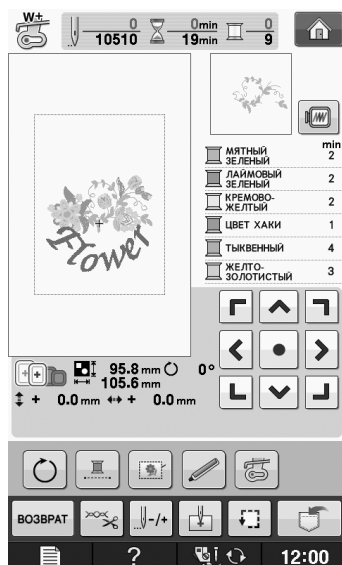 W+
0 0min 0
10510 19min 9
min
МЯТНЫЙ
ЗЕЛЕНЫЙ 2
ЛАЙМОВЫЙ
ЗЕЛЕНЫЙ 2
КРЕМОВО-
ЖЕЛТЫЙ 2
ЦВЕТ ХАКИ 1
ТЫКВЕННЫЙ 4
ЖЕЛТО-
ЗОЛОТИСТЫЙ 3
Flower
95.8 mm 0°
105.6 mm
+ 0.0 mm + 0.0 mm
ВОЗВРАТ -/+
? 12:00